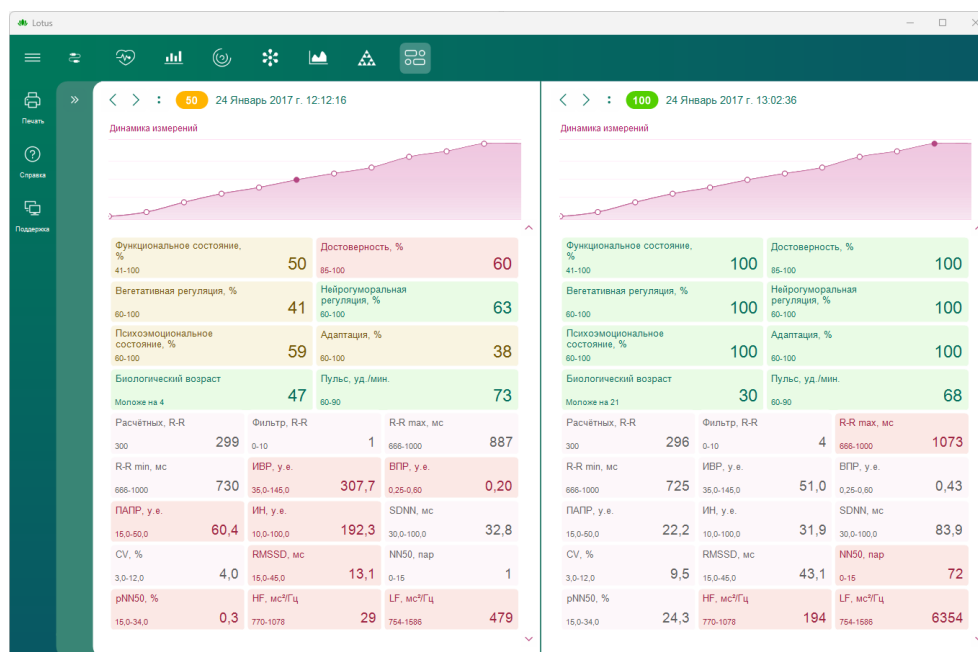 Lotus
Печать
Справка
Поддержка
50 24 Январь 2017 г. 12:12:16
Динамика измерений
Функциональное состояние, %
41-100
50
Достоверность, %
85-100
60
Вегетативная регуляция, %
60-100
41
Нейрогуморальная
регуляция, %
60-100
63
Психоэмоциональное
состояние, %
60-100
59
Адаптация, %
60-100
38
Биологический возраст
Моложе на 4
47
Пульс, уд./мин.
60-90
73
Расчётных, R-R
300
299
Фильтр, R-R
0-10
1
R-R max, мс
666-1000
887
R-R min, мс
666-1000
730
ИВР, у.е.
35,0-145,0
307,7
ВПР, у.е.
0,25-0,60
0,20
ПАПР, у.е.
15,0-50,0
60,4
ИН, у.е.
10,0-100,0
192,3
SDNN, мс
30,0-100,0
32,8
CV, %
3,0-12,0
4,0
RMSSD, мс
15,0-45,0
13,1
NN50, пар
0-15
1
pNN50, %
15,0-34,0
0,3
HF, мс²/Гц
770-1078
29
LF, мс²/Гц
754-1586
479
100 24 Январь 2017 г. 13:02:36
Динамика измерений
Функциональное состояние,
%
41-100
100
Достоверность, %
85-100
100
Вегетативная регуляция, %
60-100
100
Нейрогуморальная
регуляция, %
60-100
100
Психоэмоциональное
состояние, %
60-100
100
Адаптация, %
60-100
100
Биологический возраст
Моложе на 21
30
Пульс, уд./мин.
60-90
68
Расчётных, R-R
300
296
Фильтр, R-R
0-10
4
R-R max, мс
666-1000
1073
R-R min, мс
666-1000
725
ИВР, у.е.
35,0-145,0
51,0
ВПР, у.е.
0,25-0,60
0,43
ПАПР, у.е.
15,0-50,0
22,2
ИН, у.е.
10,0-100,0
31,9
SDNN, мс
30,0-100,0
83,9
CV, %
3,0-12,0
9,5
RMSSD, мс
15,0-45,0
43,1
NN50, пар
0-15
72
pNN50, %
15,0-34,0
24,3
HF, мс²/Гц
770-1078
194
LF, мс²/Гц
754-1586
6354